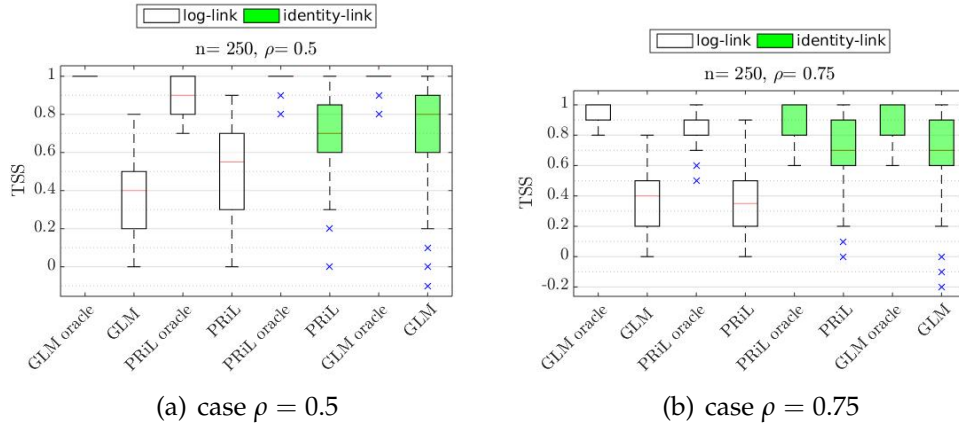 log-link identity-link
n= 250, ρ= 0.5
TSS
1
0.8
0.6
0.4
0.2
0
GLM oracle
GLM
PRiL oracle
PRiL
PRiL oracle
PRiL
GLM oracle
GLM
(a) case ρ = 0.5
log-link identity-link
n= 250, ρ= 0.75
TSS
1
0.8
0.6
0.4
0.2
0
-0.2
GLM oracle
GLM
PRiL oracle
PRiL
PRiL oracle
PRiL
GLM oracle
GLM
(b) case ρ = 0.75